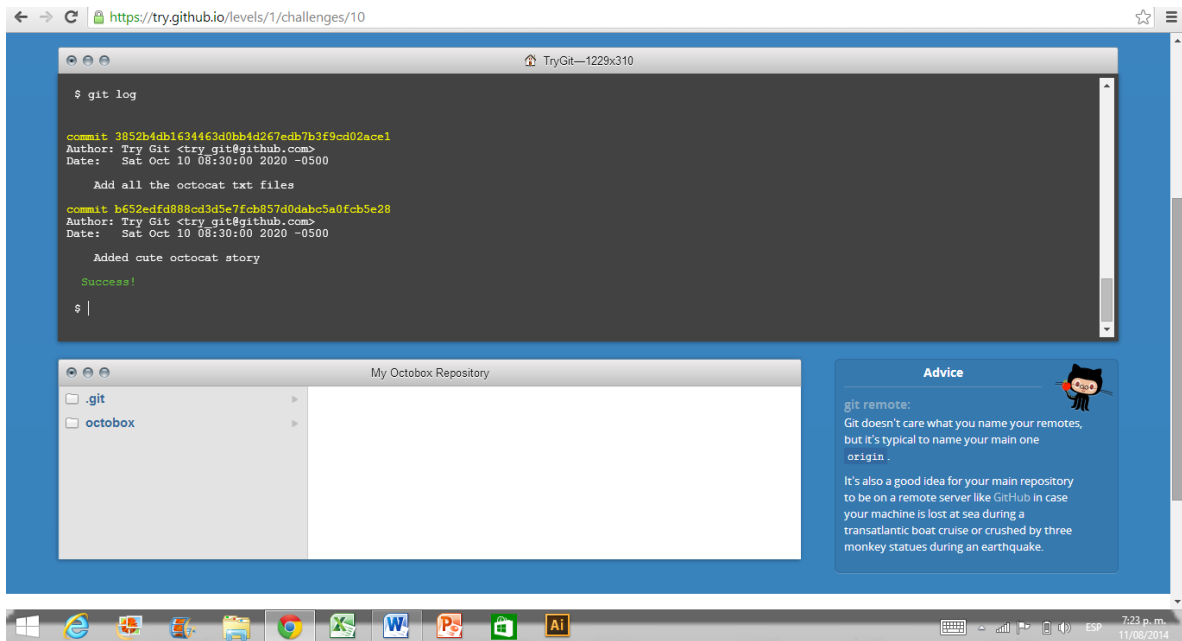 https://try.github.io/levels/1/challenges/10
TryGit—1229x310
$ git log
commit 3852b4db1634463d0bb4d267edb7b3f9cd02ace1
Author: Try Git <try_git@github.com>
Date:   Sat Oct 10 08:30:00 2020 -0500
Add all the octocat txt files
commit b652edfd888cd3d5e7fcb857d0dabc5a0fcb5e28
Author: Try Git <try_git@github.com>
Date:   Sat Oct 10 08:30:00 2020 -0500
Added cute octocat story
Success!
$
My Octobox Repository
.git
octobox
Advice
git remote:
Git doesn't care what you name your remotes,
but it's typical to name your main one
origin.
It's also a good idea for your main repository
to be on a remote server like GitHub in case
your machine is lost at sea during a
transatlantic boat cruise or crushed by three
monkey statues during an earthquake.
Ai
ESP
7:23 p. m.
11/08/2014